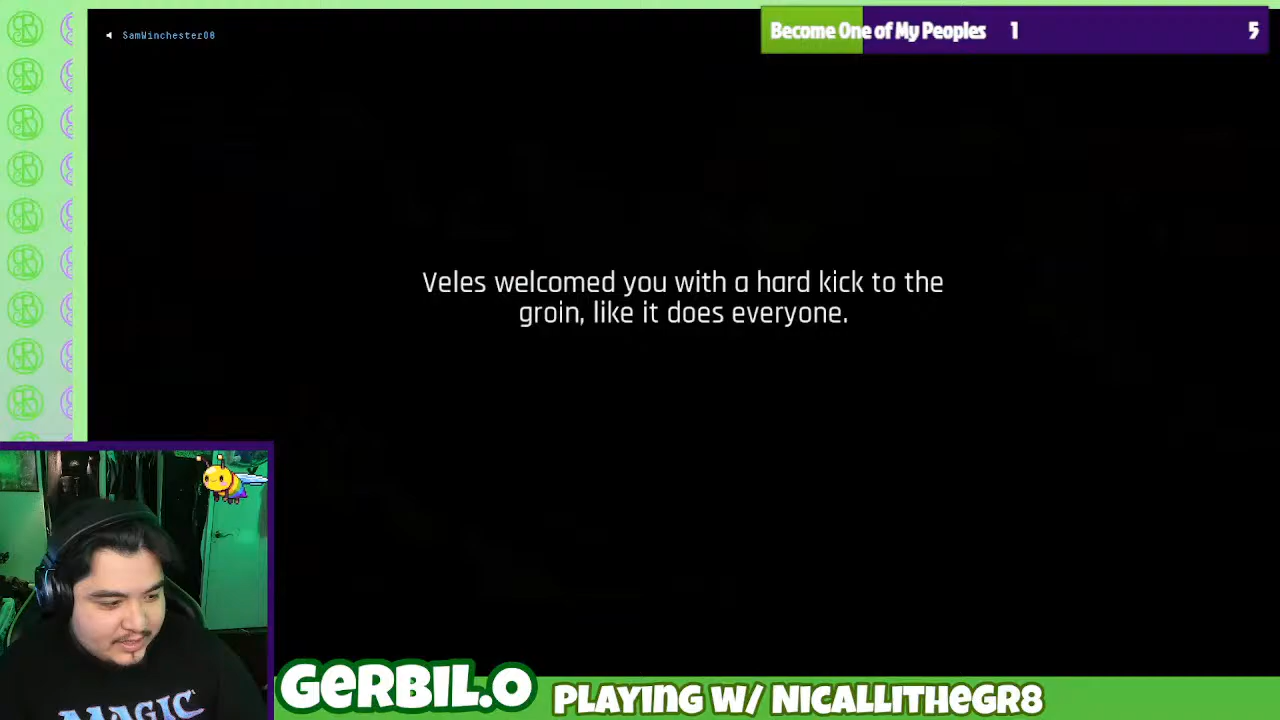 SamWinchester08
Become One of My Peoples 1 5
Veles welcomed you with a hard kick to the
groin, like it does everyone.
MAGIC
GERBIL.O
PLAYING W/ NICALLITHEGR8